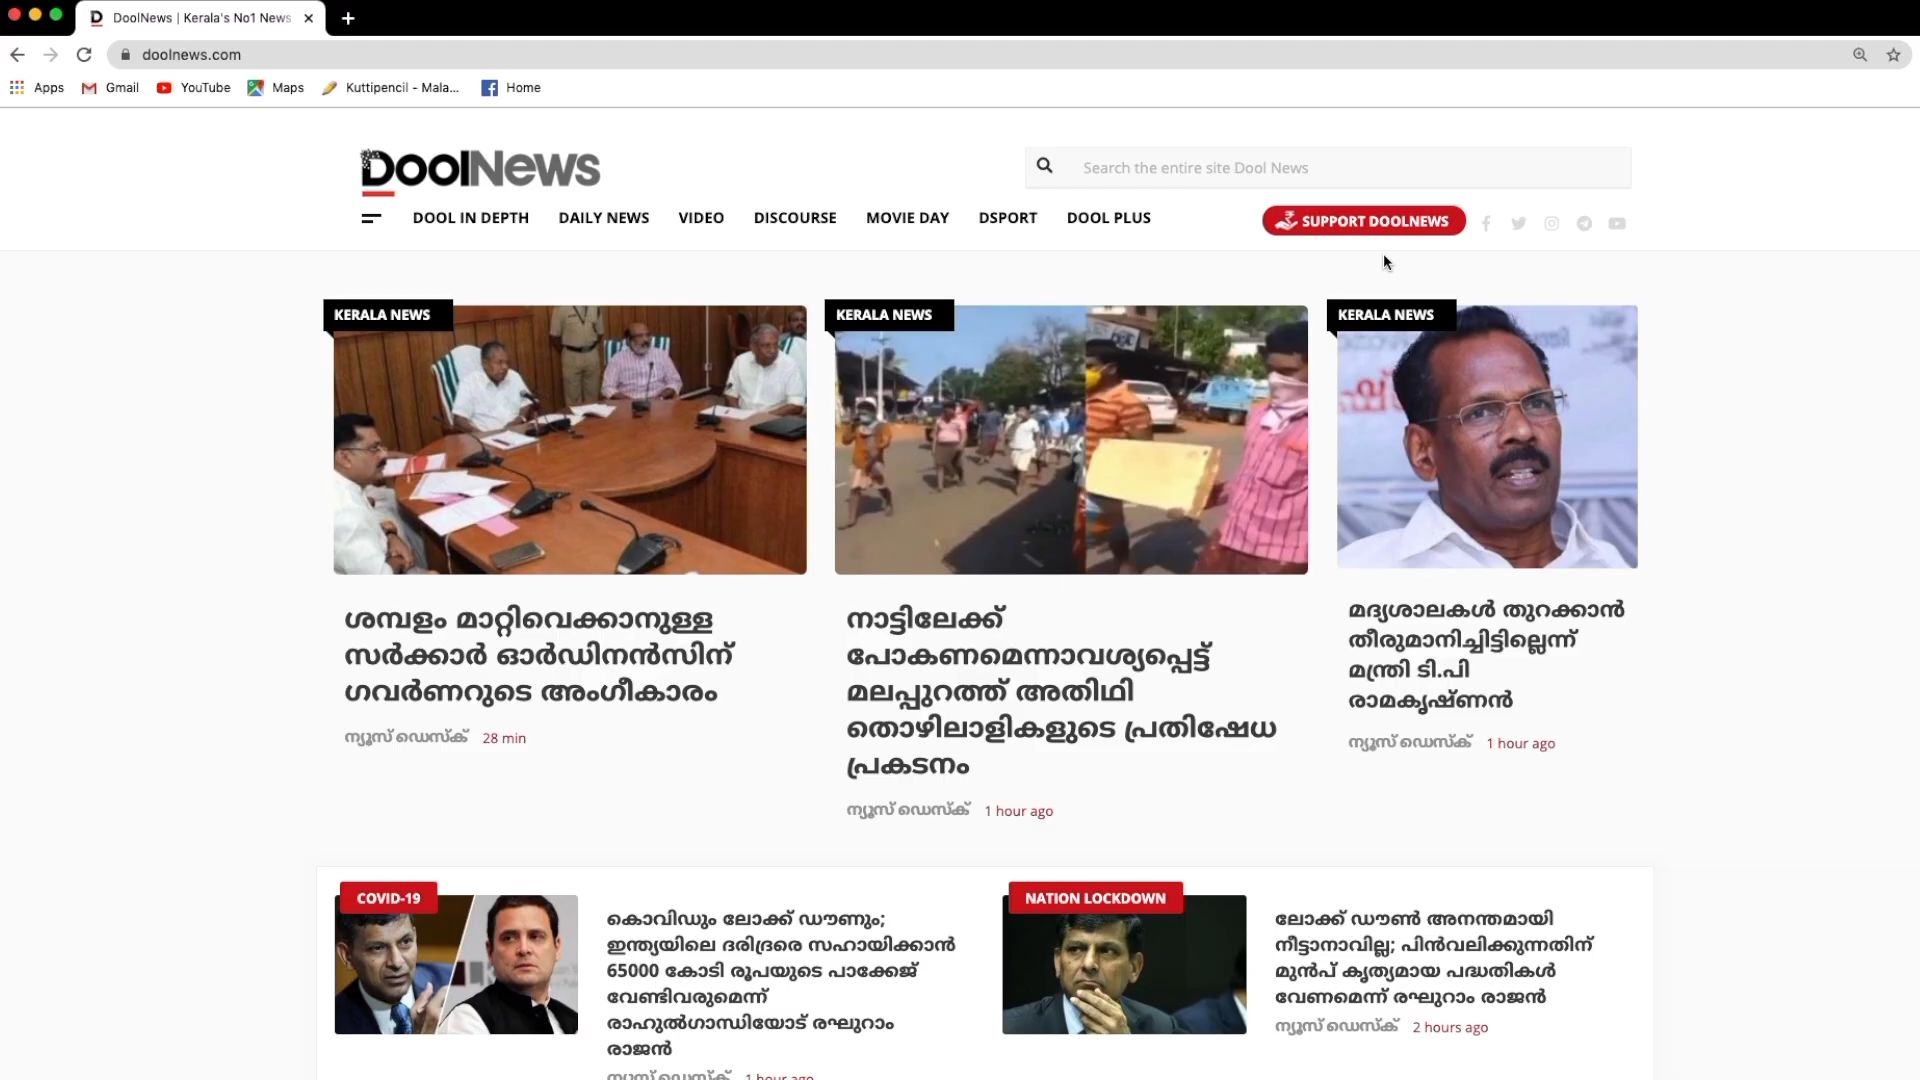 DoolNews | Kerala's No1 News
doolnews.com
Apps
Gmail
YouTube
Maps
Kuttipencil - Mala...
Home
DoolNews
Search the entire site Dool News
DOOL IN DEPTH
DAILY NEWS
VIDEO
DISCOURSE
MOVIE DAY
DSPORT
DOOL PLUS
SUPPORT DOOLNEWS
KERALA NEWS
ശമ്പളം മാറ്റിവെക്കാനുള്ള
സർക്കാർ ഓർഡിനൻസിന്
ഗവർണറുടെ അംഗീകാരം
ന്യൂസ് ഡെസ്‌ക് 28 min
KERALA NEWS
നാട്ടിലേക്ക്
പോകണമെന്നാവശ്യപ്പെട്ട്
മലപ്പുറത്ത് അതിഥി
തൊഴിലാളികളുടെ പ്രതിഷേധ
പ്രകടനം
ന്യൂസ് ഡെസ്‌ക് 1 hour ago
KERALA NEWS
മദ്യശാലകൾ തുറക്കാൻ
തീരുമാനിച്ചിട്ടില്ലെന്ന്
മന്ത്രി ടി.പി
രാമകൃഷ്ണൻ
ന്യൂസ് ഡെസ്‌ക് 1 hour ago
COVID-19
കൊവിഡും ലോക്ക് ഡൗണും;
ഇന്ത്യയിലെ ദരിദ്രരെ സഹായിക്കാൻ
65000 കോടി രൂപയുടെ പാക്കേജ്
വേണ്ടിവരുമെന്ന്
രാഹുൽഗാന്ധിയോട് രഘുറാം
രാജൻ
ന്യൂസ് ഡെസ്‌ക് 1 hour ago
NATION LOCKDOWN
ലോക്ക് ഡൗൺ അനന്തമായി
നീട്ടാനാവില്ല; പിൻവലിക്കുന്നതിന്
മുൻപ് കൃത്യമായ പദ്ധതികൾ
വേണമെന്ന് രഘുറാം രാജൻ
ന്യൂസ് ഡെസ്‌ക് 2 hours ago